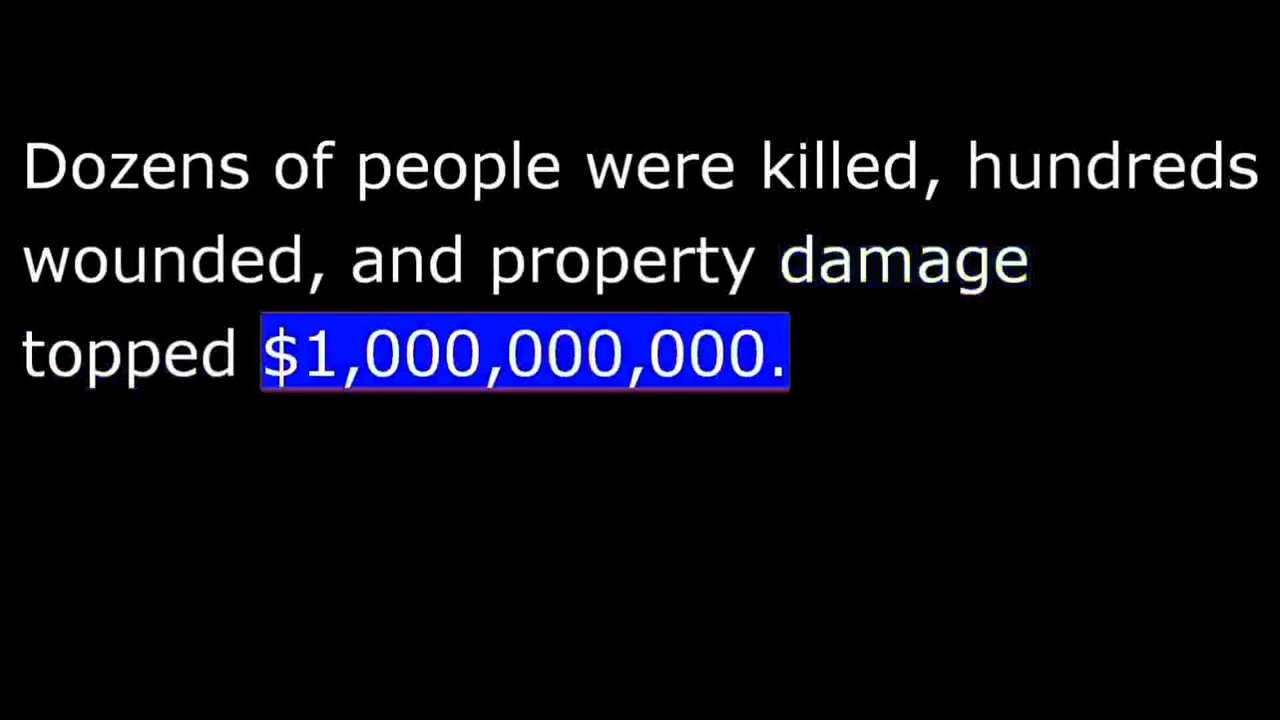 Dozens of people were killed, hundreds
wounded, and property damage
topped $1,000,000,000.